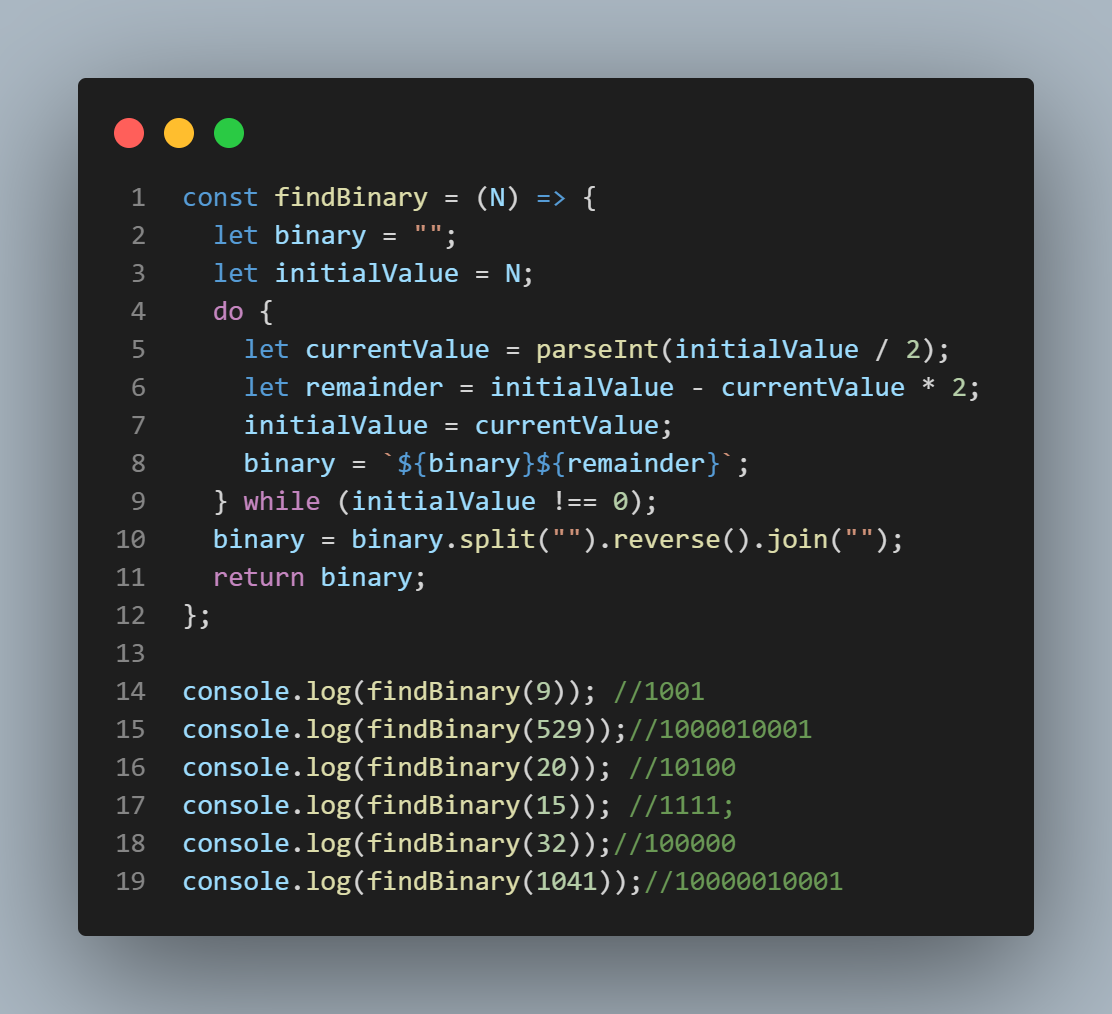 1 const findBinary = (N) => {
2   let binary = "";
3   let initialValue = N;
4   do {
5     let currentValue = parseInt(initialValue / 2);
6     let remainder = initialValue - currentValue * 2;
7     initialValue = currentValue;
8     binary = `${binary}${remainder}`;
9   } while (initialValue !== 0);
10   binary = binary.split("").reverse().join("");
11   return binary;
12 };
13
14 console.log(findBinary(9)); //1001
15 console.log(findBinary(529));//1000010001
16 console.log(findBinary(20)); //10100
17 console.log(findBinary(15)); //1111;
18 console.log(findBinary(32));//100000
19 console.log(findBinary(1041));//10000010001